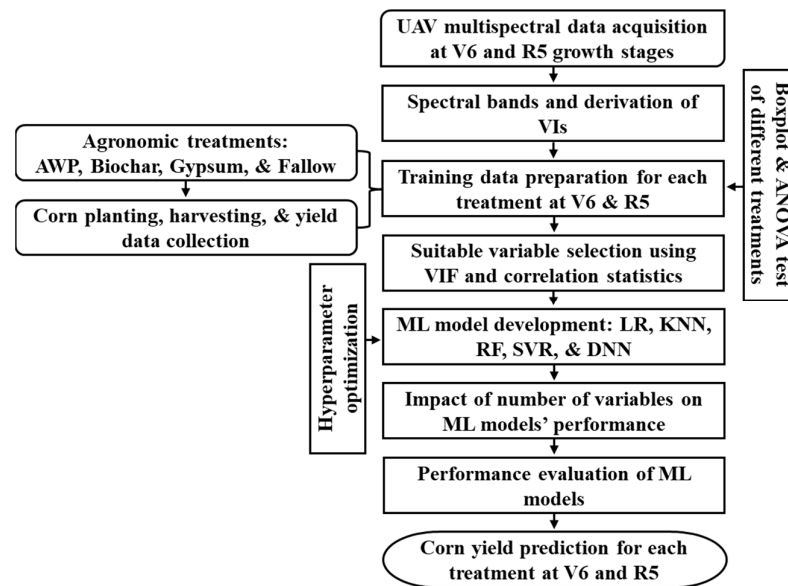 UAV multispectral data acquisition
at V6 and R5 growth stages
Spectral bands and derivation of
VIs
Boxplot & ANOVA test
of different treatments
Agronomic treatments:
AWP, Biochar, Gypsum, & Fallow
Corn planting, harvesting, & yield
data collection
Training data preparation for each
treatment at V6 & R5
Suitable variable selection using
VIF and correlation statistics
Hyperparameter
optimization
ML model development: LR, KNN,
RF, SVR, & DNN
Impact of number of variables on
ML models’ performance
Performance evaluation of ML
models
Corn yield prediction for each
treatment at V6 and R5